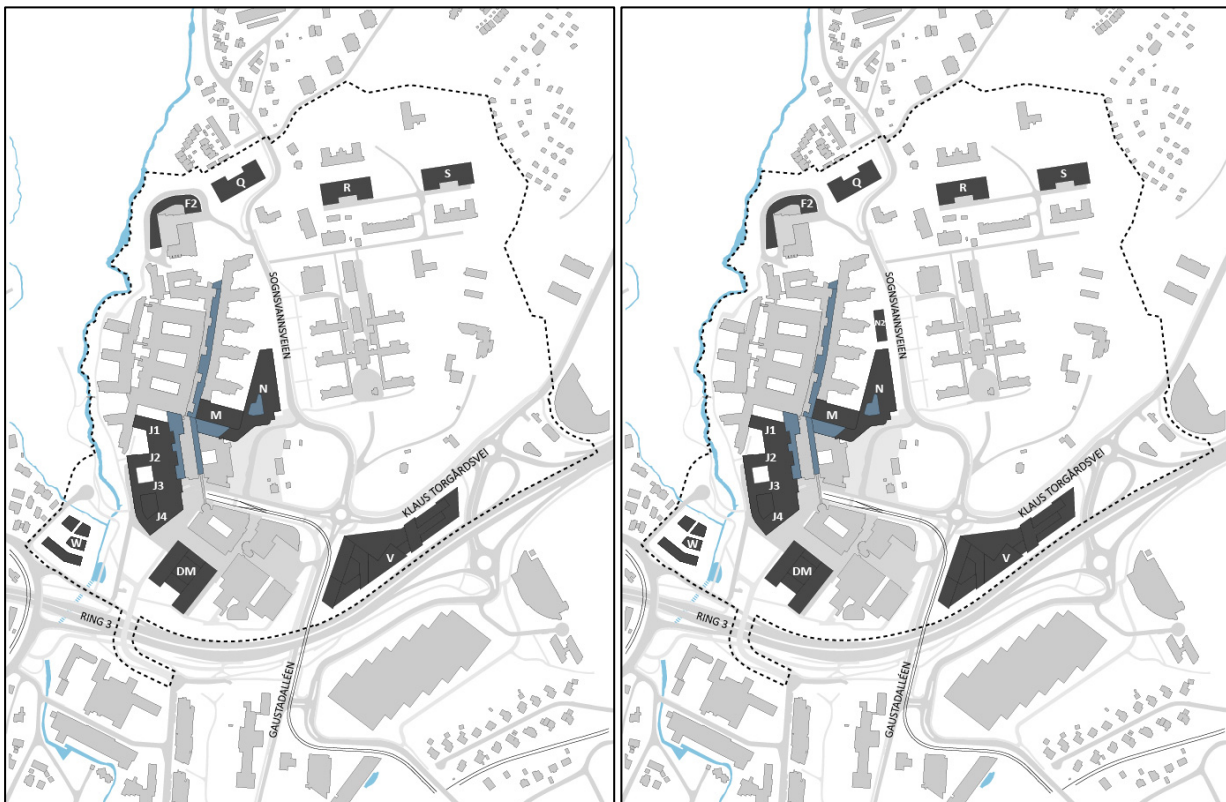 Q
R
S
F2
SOGNSVANNSVEIEN
N
M
J1
J2
J3
J4
KLAUS TORGÅRDSVEI
W
V
DM
RING 3
GAUSTADALLÉEN
Q
R
S
F2
SOGNSVANNSVEIEN
N2
N
M
J1
J2
J3
J4
KLAUS TORGÅRDSVEI
W
V
DM
RING 3
GAUSTADALLÉEN